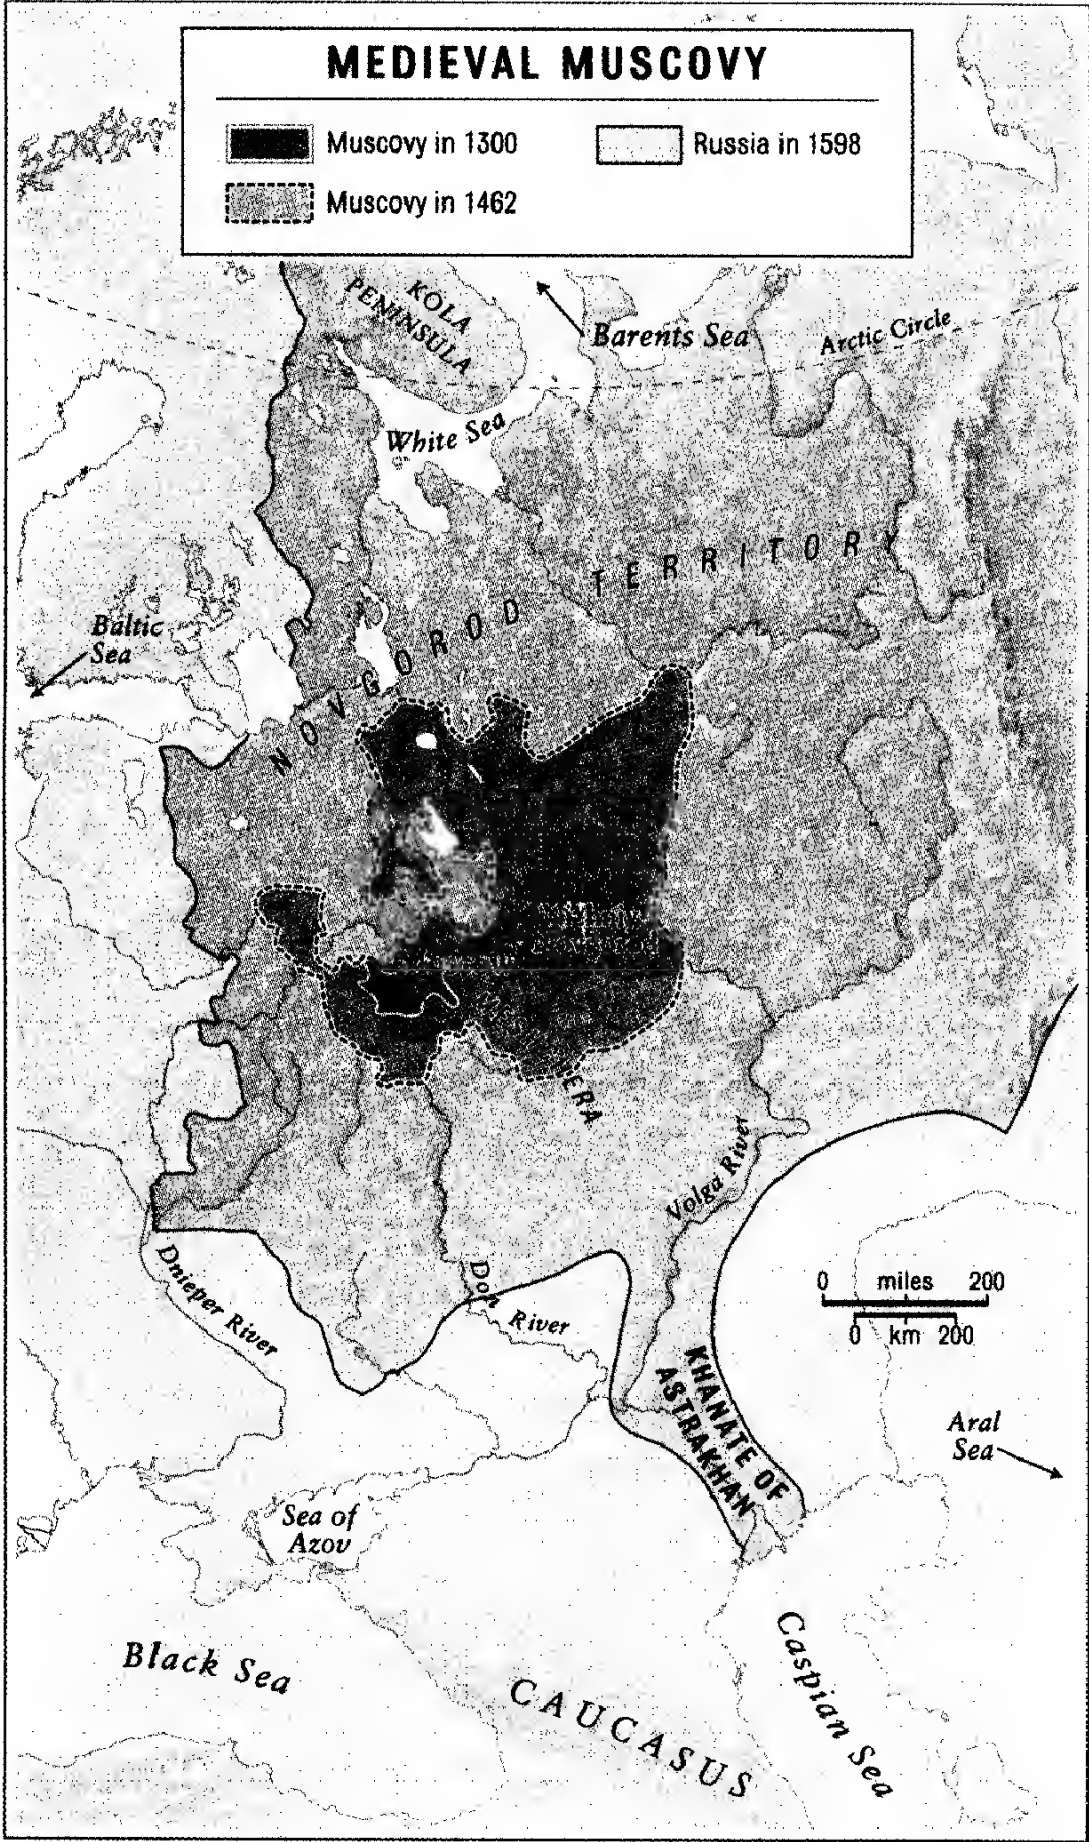 MEDIEVAL MUSCOVY
Muscovy in 1300
Russia in 1598
Muscovy in 1462
KOLA
PENINSULA
Barents Sea
Arctic Circle
White Sea
NOVGOROD TERRITORY
Baltic
Sea
ERA
Volga River
Dnieper River
Don River
0 miles 200
0 km 200
KHANATE OF
ASTRAKHAN
Aral
Sea
Sea of
Azov
Black Sea
CAUCASUS
Caspian Sea